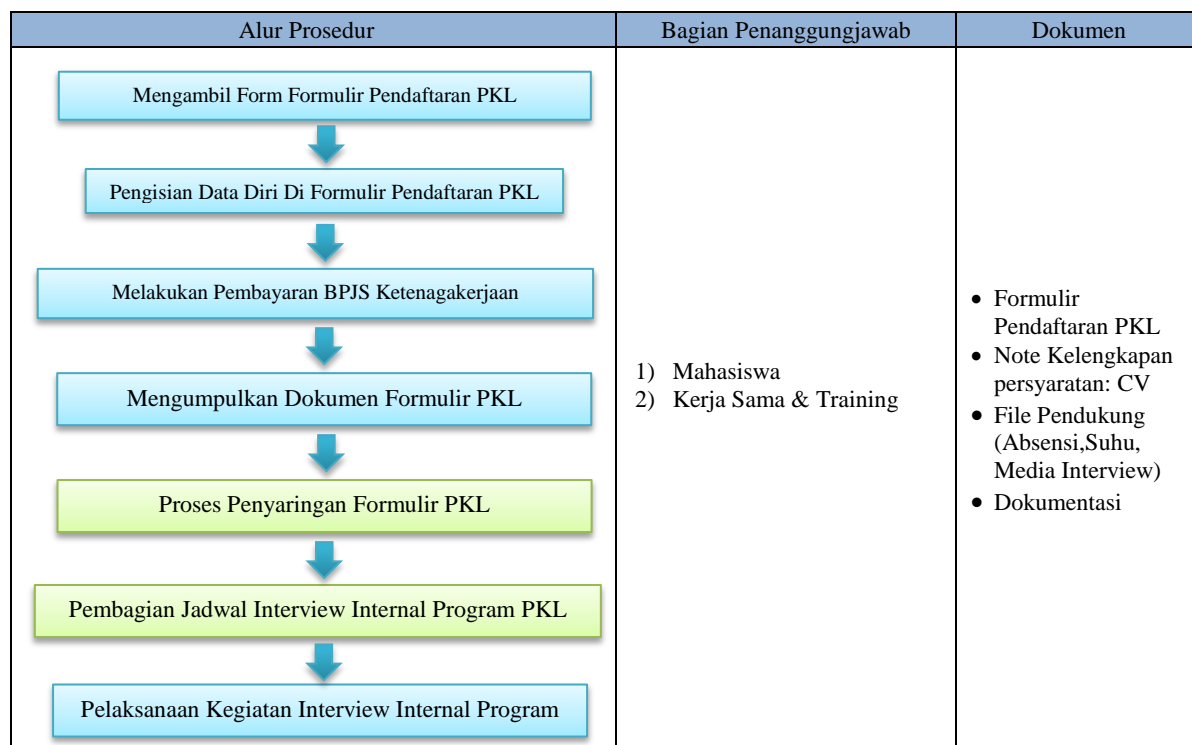 Alur Prosedur
Bagian Penanggungjawab
Dokumen
Mengambil Form Formulir Pendaftaran PKL
Pengisian Data Diri Di Formulir Pendaftaran PKL
Melakukan Pembayaran BPJS Ketenagakerjaan
Mengumpulkan Dokumen Formulir PKL
Proses Penyaringan Formulir PKL
Pembagian Jadwal Interview Internal Program PKL
Pelaksanaan Kegiatan Interview Internal Program
1) Mahasiswa
2) Kerja Sama & Training
• Formulir
Pendaftaran PKL
• Note Kelengkapan
persyaratan: CV
• File Pendukung
(Absensi,Suhu,
Media Interview)
• Dokumentasi